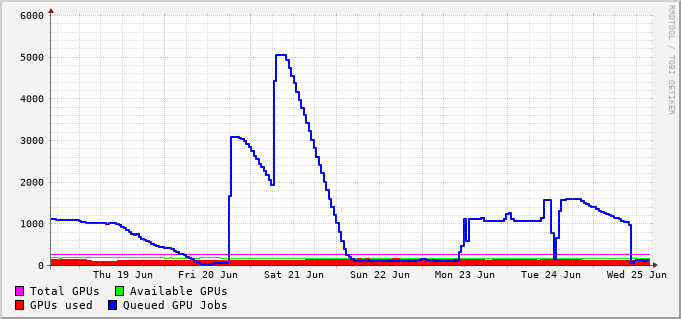 6000
5000
4000
3000
2000
1000
0
Thu 19 Jun Fri 20 Jun Sat 21 Jun Sun 22 Jun Mon 23 Jun Tue 24 Jun Wed 25 Jun
Total GPUs Available GPUs
GPUs used Queued GPU Jobs
RRDTOOL / TOBI OETIKER